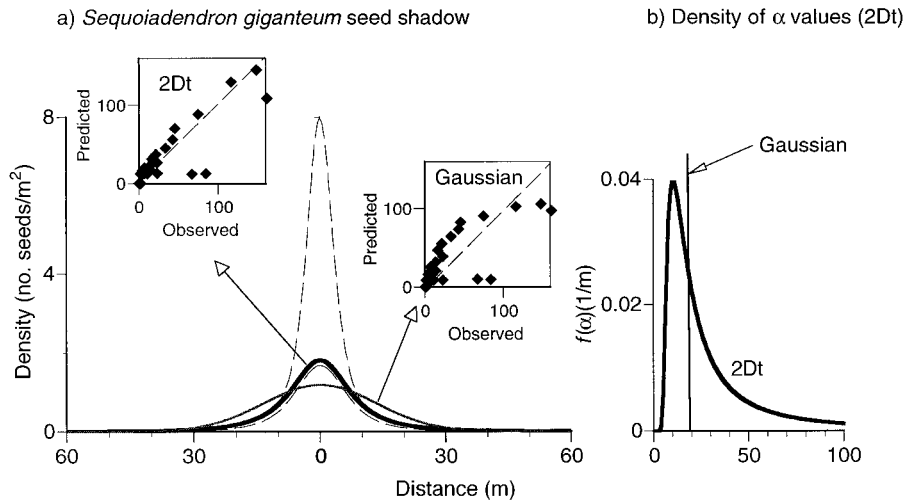 a) Sequoiadendron giganteum seed shadow
b) Density of α values (2Dt)
2Dt
100
0
Predicted
0 100
Observed
Gaussian
100
0
Predicted
0 100
Observed
8
4
0
Density (no. seeds/m²)
60 30 0 30 60
Distance (m)
Gaussian
2Dt
0.04
0.02
0
f(α)(1/m)
0 50 100
α (m)